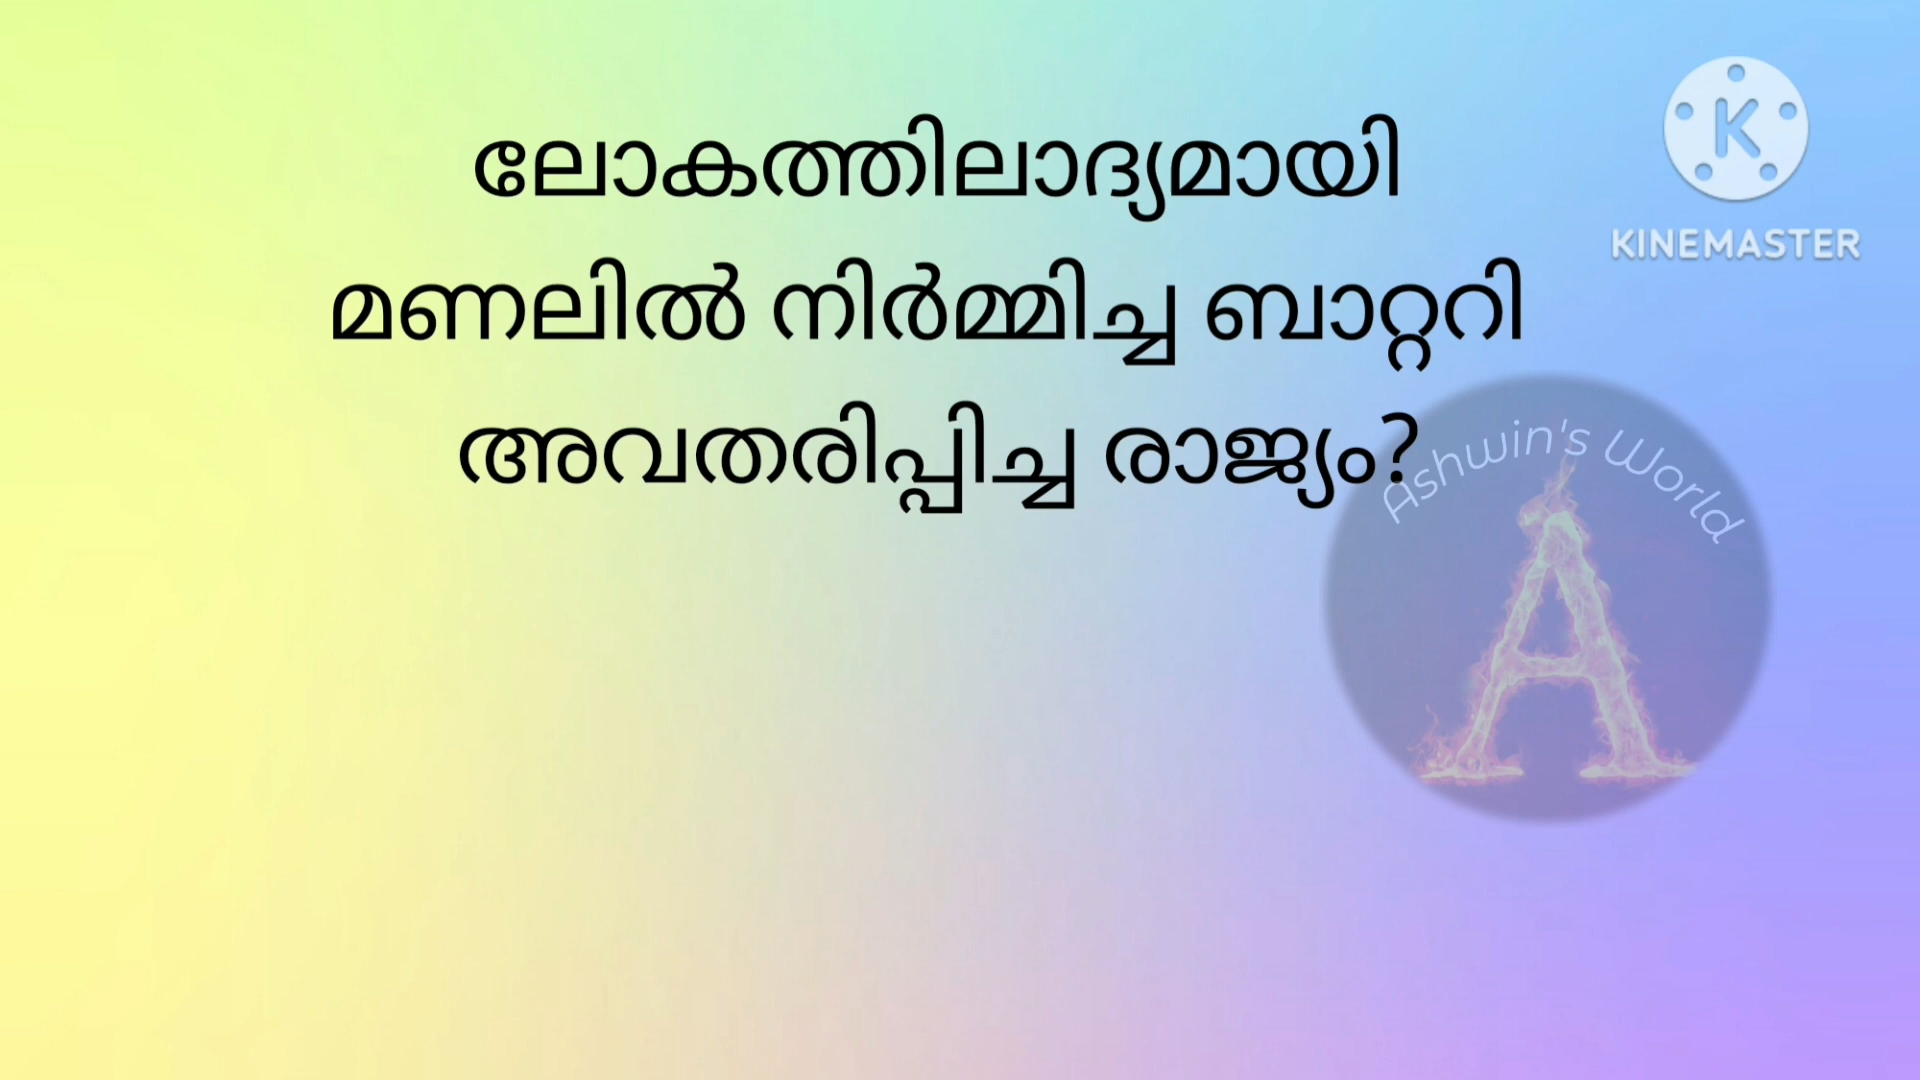 ലോകത്തിലാദ്യമായി
മണലിൽ നിർമ്മിച്ച ബാറ്ററി
അവതരിപ്പിച്ച രാജ്യം?
K
KINEMASTER
Ashwin's World
A